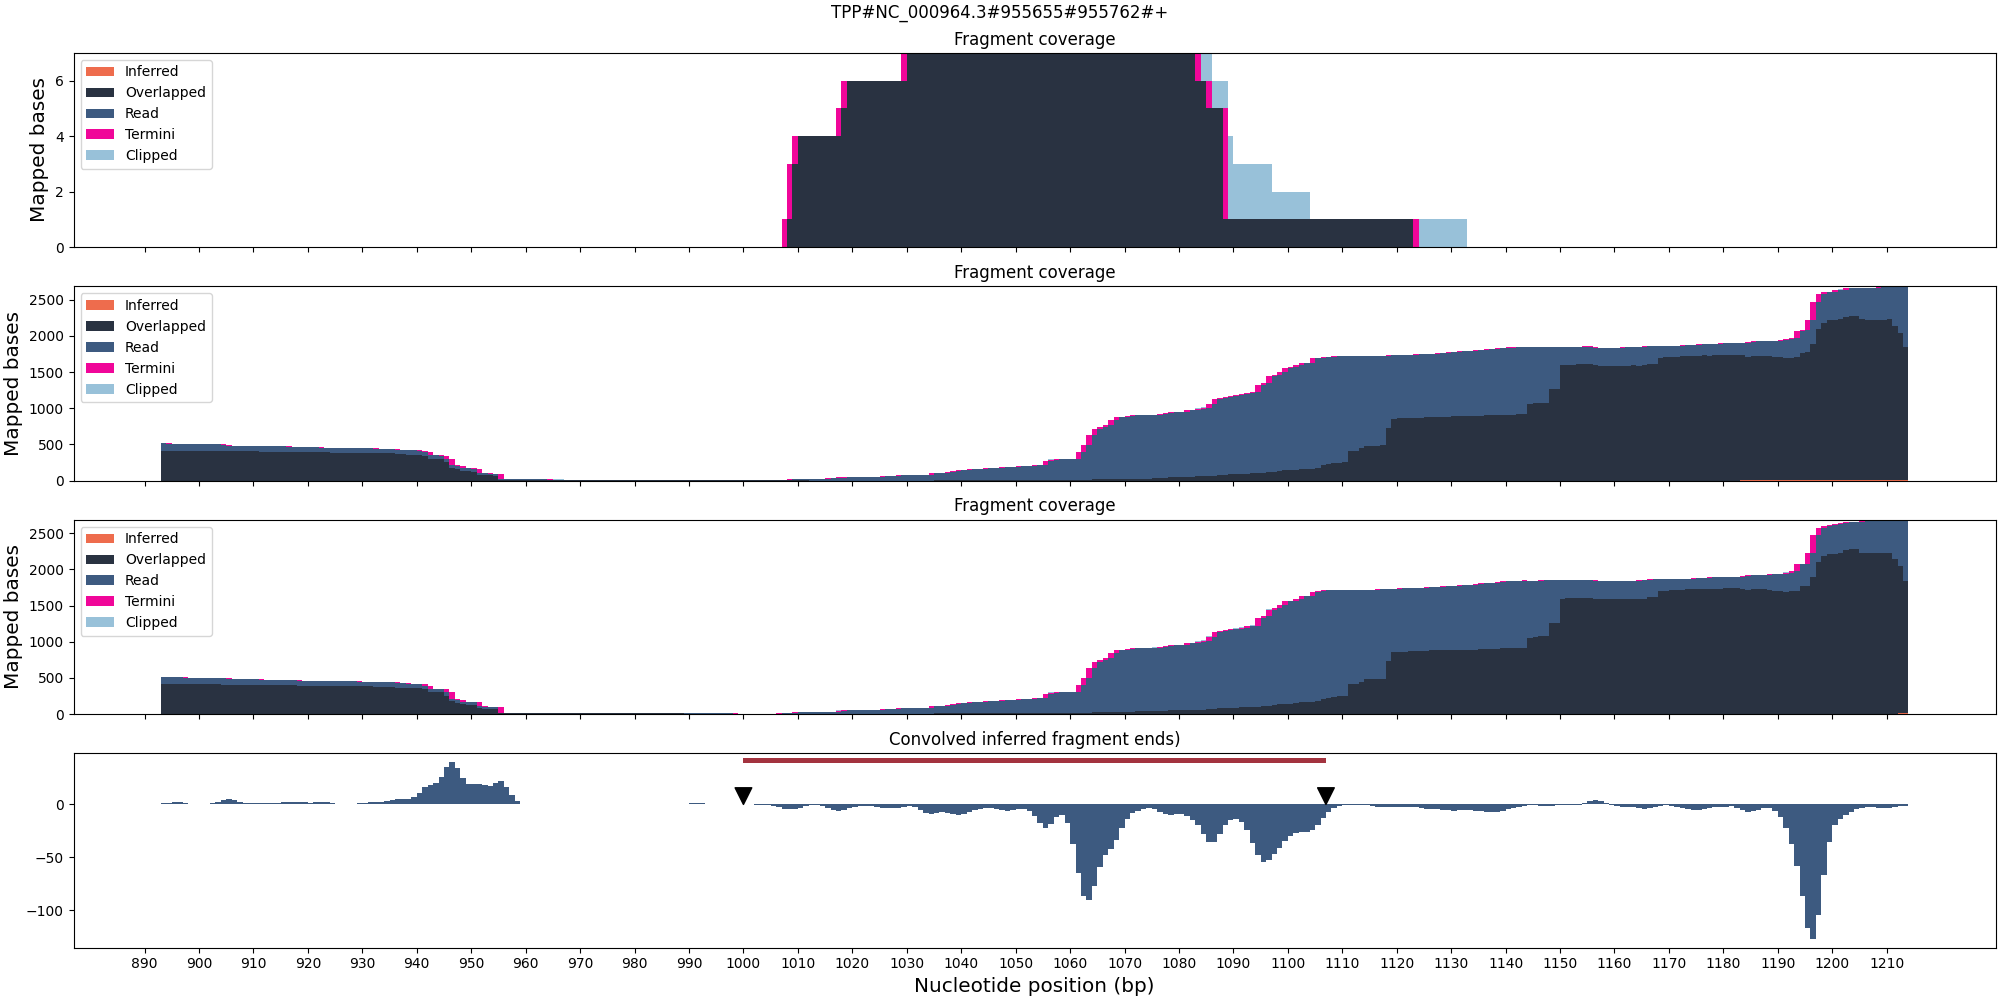 TPP#NC_000964.3#955655#955762#+
Fragment coverage
Mapped bases
6
4
2
0
Inferred
Overlapped
Read
Termini
Clipped
Fragment coverage
Mapped bases
2500
2000
1500
1000
500
0
Inferred
Overlapped
Read
Termini
Clipped
Fragment coverage
Mapped bases
2500
2000
1500
1000
500
0
Inferred
Overlapped
Read
Termini
Clipped
Convolved inferred fragment ends)
0
−50
−100
890 900 910 920 930 940 950 960 970 980 990 1000 1010 1020 1030 1040 1050 1060 1070 1080 1090 1100 1110 1120 1130 1140 1150 1160 1170 1180 1190 1200 1210
Nucleotide position (bp)